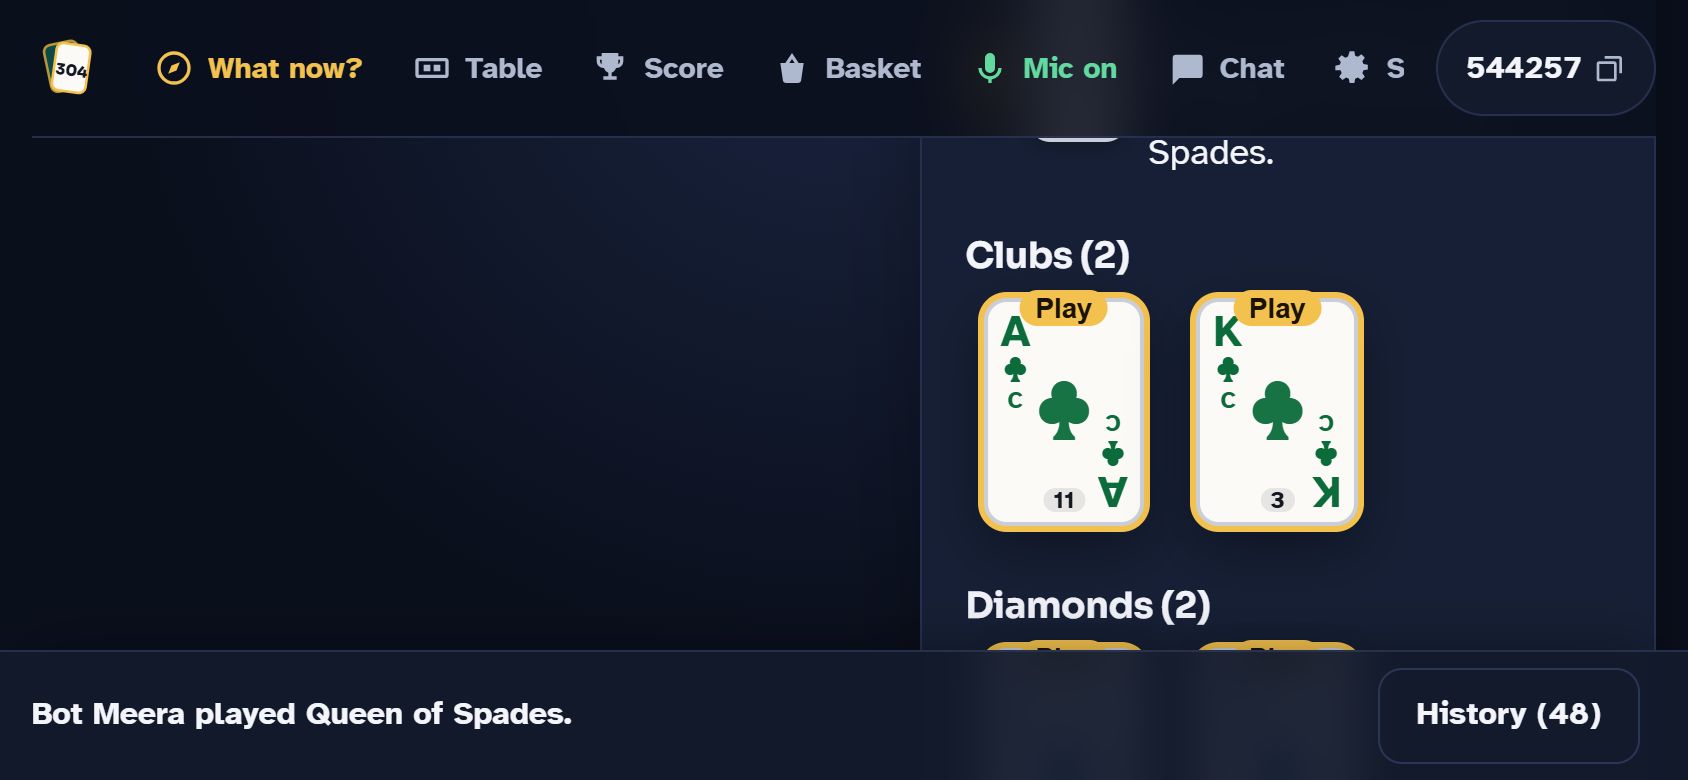 304
What now?
Table
Score
Basket
Mic on
Chat
S
544257
Spades.
Clubs (2)
Play
A
C
11
C
A
Play
K
C
3
C
K
Diamonds (2)
Bot Meera played Queen of Spades.
History (48)